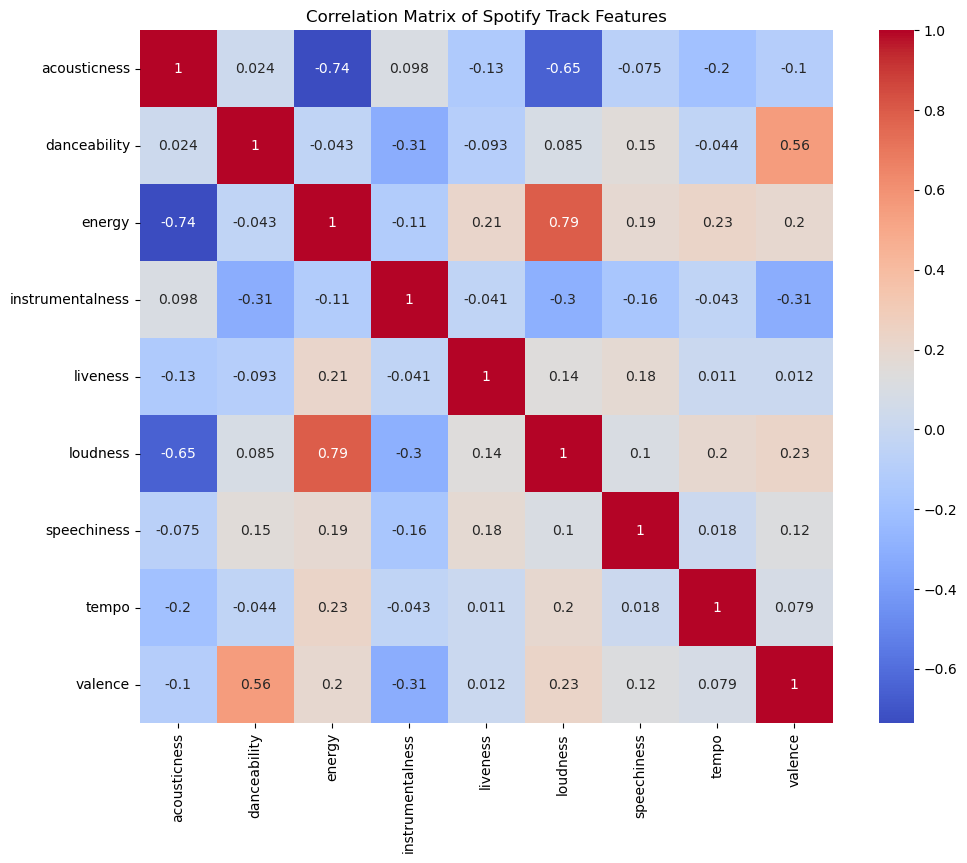 Correlation Matrix of Spotify Track Features
acousticness 1 0.024 -0.74 0.098 -0.13 -0.65 -0.075 -0.2 -0.1
danceability 0.024 1 -0.043 -0.31 -0.093 0.085 0.15 -0.044 0.56
energy -0.74 -0.043 1 -0.11 0.21 0.79 0.19 0.23 0.2
instrumentalness 0.098 -0.31 -0.11 1 -0.041 -0.3 -0.16 -0.043 -0.31
liveness -0.13 -0.093 0.21 -0.041 1 0.14 0.18 0.011 0.012
loudness -0.65 0.085 0.79 -0.3 0.14 1 0.1 0.2 0.23
speechiness -0.075 0.15 0.19 -0.16 0.18 0.1 1 0.018 0.12
tempo -0.2 -0.044 0.23 -0.043 0.011 0.2 0.018 1 0.079
valence -0.1 0.56 0.2 -0.31 0.012 0.23 0.12 0.079 1
acousticness
danceability
energy
instrumentalness
liveness
loudness
speechiness
tempo
valence
1.0
0.8
0.6
0.4
0.2
0.0
−0.2
−0.4
−0.6